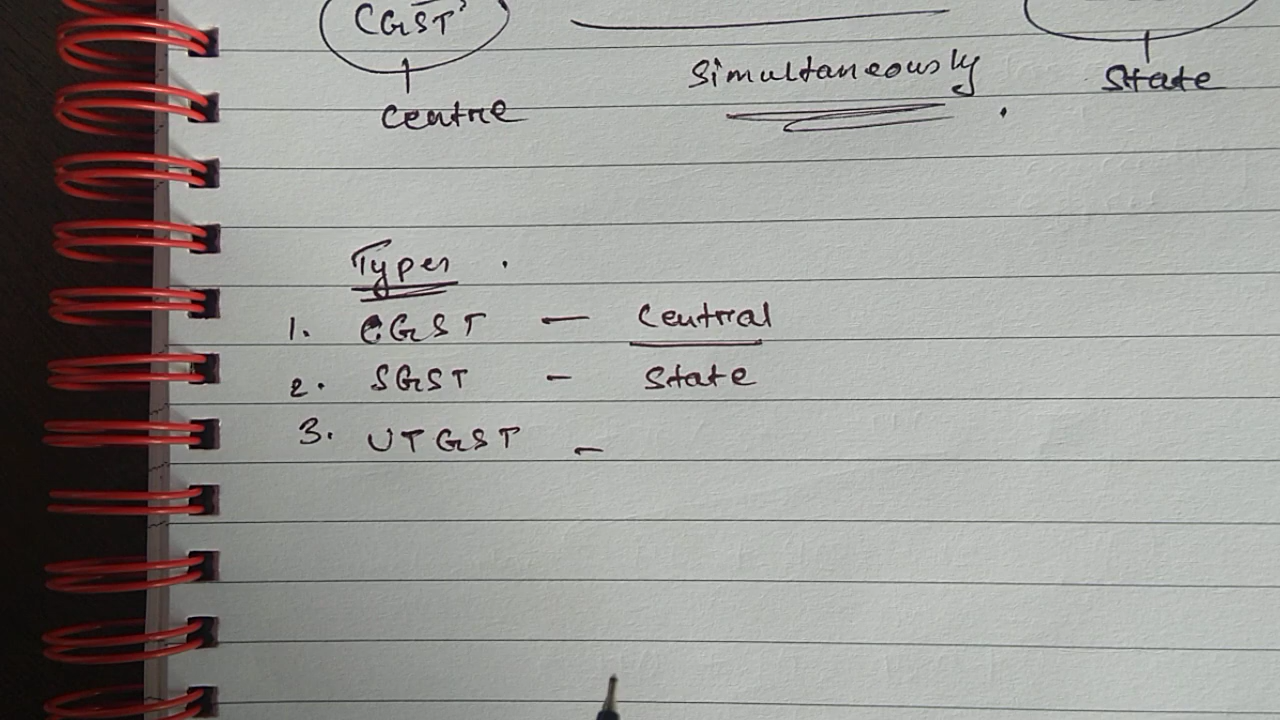 CGST
Simultaneously.
State
Centre
Types.
1. CGST - Central
2. SGST - State
3. UTGST -